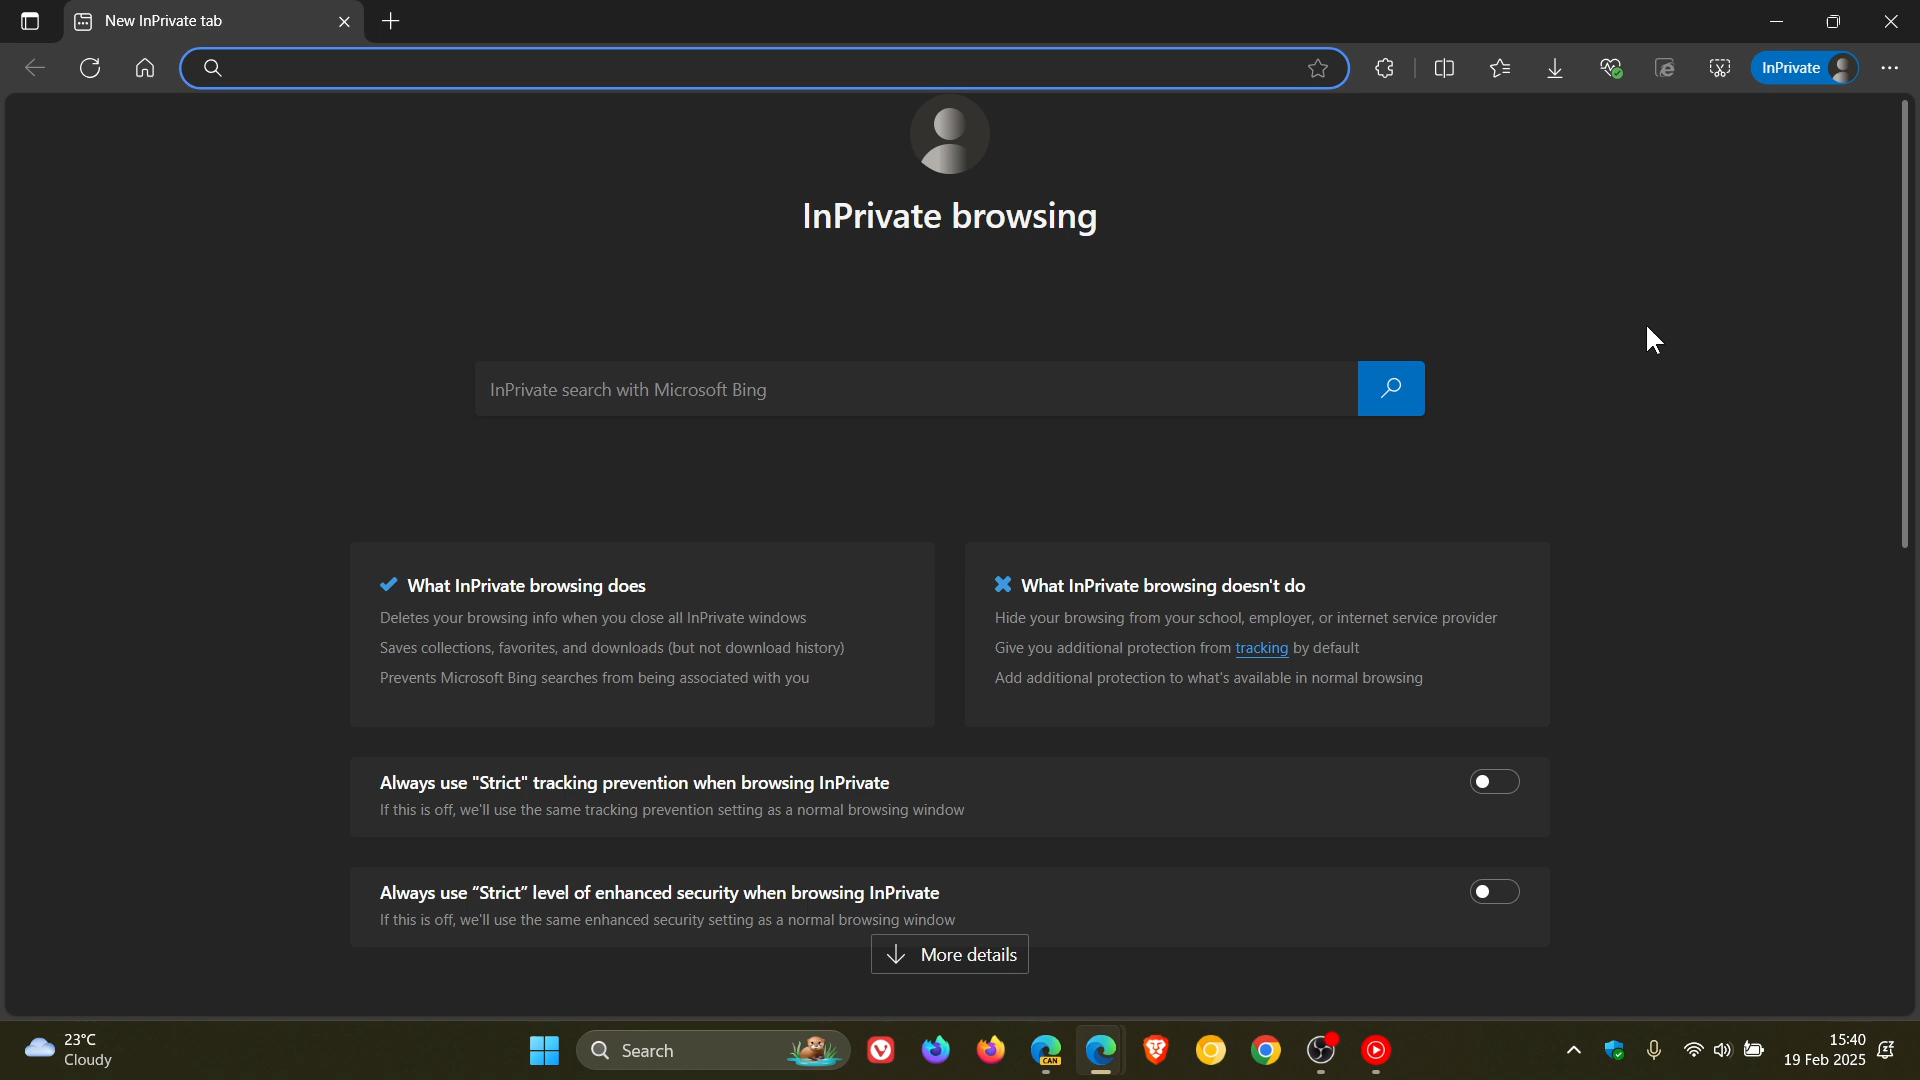 New InPrivate tab
InPrivate
InPrivate browsing
InPrivate search with Microsoft Bing
What InPrivate browsing does
Deletes your browsing info when you close all InPrivate windows
Saves collections, favorites, and downloads (but not download history)
Prevents Microsoft Bing searches from being associated with you
What InPrivate browsing doesn't do
Hide your browsing from your school, employer, or internet service provider
Give you additional protection from tracking by default
Add additional protection to what's available in normal browsing
Always use "Strict" tracking prevention when browsing InPrivate
If this is off, we'll use the same tracking prevention setting as a normal browsing window
Always use “Strict” level of enhanced security when browsing InPrivate
If this is off, we'll use the same enhanced security setting as a normal browsing window
More details
23°C
Cloudy
Search
CAN
15:40
19 Feb 2025